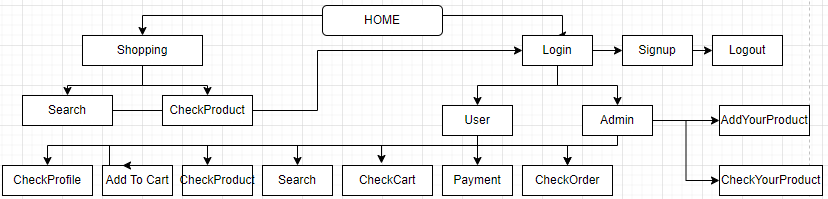 HOME
Shopping
Login
Signup
Logout
Search
CheckProduct
User
Admin
AddYourProduct
CheckProfile
Add To Cart
CheckProduct
Search
CheckCart
Payment
CheckOrder
CheckYourProduct